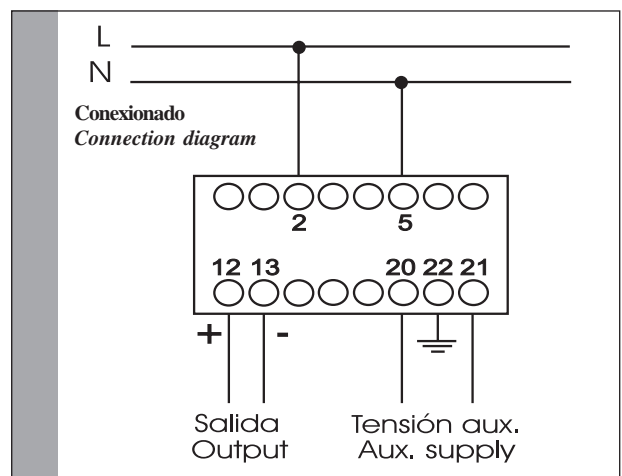 L
N
Conexionado
Connection diagram
2 5
12 13 20 22 21
+ -
Salida Tensión aux.
Output Aux. supply